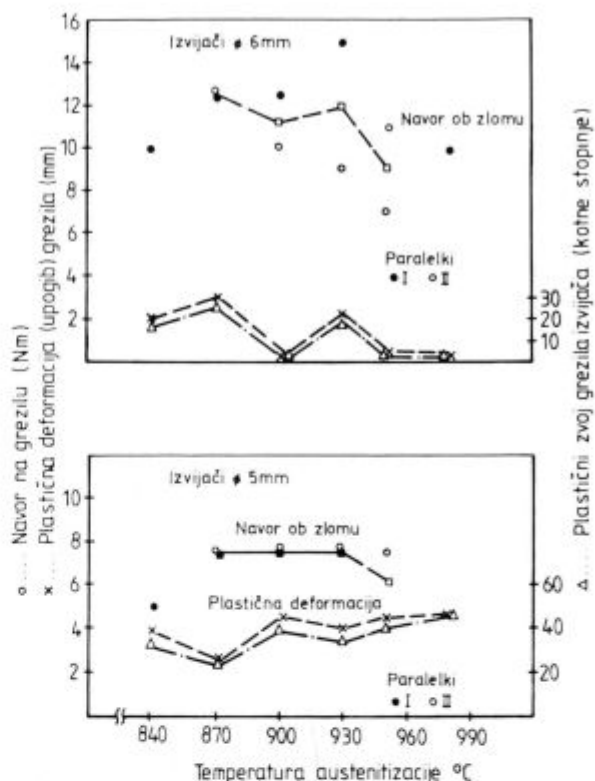 16
14
12
10
8
6
4
2
Izvijači ø 6mm
Navor ob zlomu
Paralelki
● I ○ II
30
20
10
10
8
6
4
2
Izvijači ø 5mm
Navor ob zlomu
Plastična deformacija
Paralelki
● I ○ II
60
40
20
840 870 900 930 960 990
Temperatura austenitizacije °C
○ .... Navor na grezilu (Nm)
× .... Plastična deformacija (upogib) grezila (mm)
△ .... Plastični zvoj grezila izvijača (kotne stopinje)